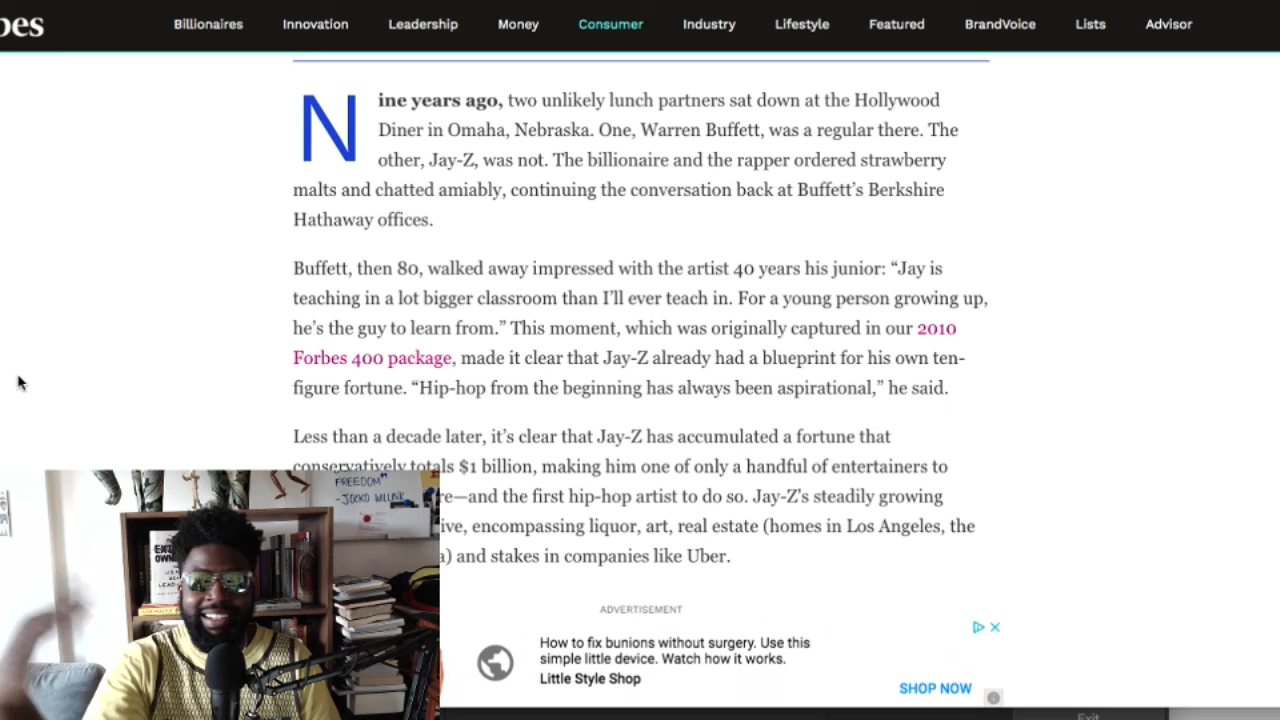 bes
Billionaires Innovation Leadership Money Consumer Industry Lifestyle Featured BrandVoice Lists Advisor
Nine years ago, two unlikely lunch partners sat down at the Hollywood
Diner in Omaha, Nebraska. One, Warren Buffett, was a regular there. The
other, Jay-Z, was not. The billionaire and the rapper ordered strawberry
malts and chatted amiably, continuing the conversation back at Buffett’s Berkshire
Hathaway offices.
Buffett, then 80, walked away impressed with the artist 40 years his junior: “Jay is
teaching in a lot bigger classroom than I’ll ever teach in. For a young person growing up,
he’s the guy to learn from.” This moment, which was originally captured in our 2010
Forbes 400 package, made it clear that Jay-Z already had a blueprint for his own ten-
figure fortune. “Hip-hop from the beginning has always been aspirational,” he said.
Less than a decade later, it’s clear that Jay-Z has accumulated a fortune that
conservatively totals $1 billion, making him one of only a handful of entertainers to
re—and the first hip-hop artist to do so. Jay-Z's steadily growing
ive, encompassing liquor, art, real estate (homes in Los Angeles, the
a) and stakes in companies like Uber.
FREEDOM"
-JOCKO WILLINK
ADVERTISEMENT
How to fix bunions without surgery. Use this
simple little device. Watch how it works.
Little Style Shop
SHOP NOW
Exit